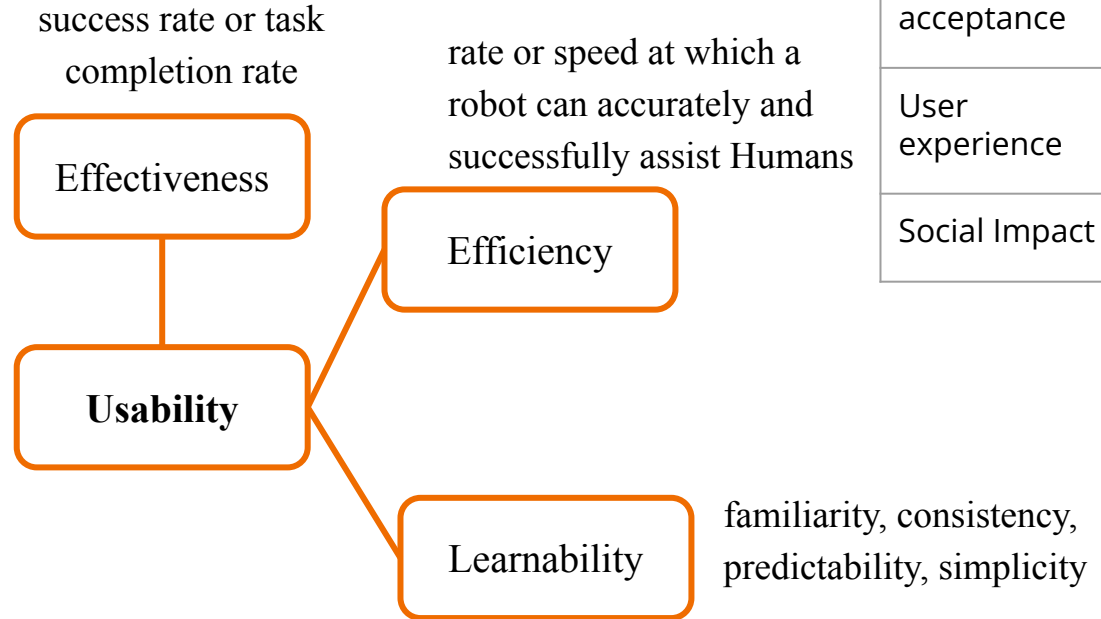 success rate or task
completion rate
Effectiveness
rate or speed at which a
robot can accurately and
successfully assist Humans
Efficiency
Usability
Learnability
familiarity, consistency,
predictability, simplicity
acceptance
User
experience
Social Impact